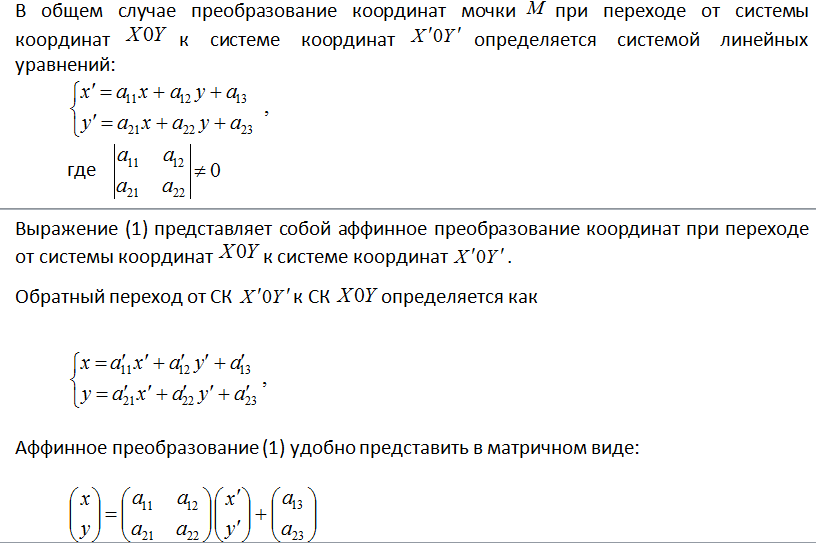 В общем случае преобразование координат мочки M при переходе от системы
координат X0Y к системе координат X′0Y′ определяется системой линейных
уравнений:
x′ = a₁₁x + a₁₂y + a₁₃
y′ = a₂₁x + a₂₂y + a₂₃ ,
где |a₁₁ a₁₂| ≠ 0
|a₂₁ a₂₂|
Выражение (1) представляет собой аффинное преобразование координат при переходе
от системы координат X0Y к системе координат X′0Y′ .
Обратный переход от СК X′0Y′ к СК X0Y определяется как
x = a′₁₁x′ + a′₁₂y′ + a′₁₃
y = a′₂₁x′ + a′₂₂y′ + a′₂₃ ,
Аффинное преобразование (1) удобно представить в матричном виде:
(x) = (a₁₁ a₁₂)(x′) + (a₁₃)
(y) (a₂₁ a₂₂)(y′) (a₂₃)